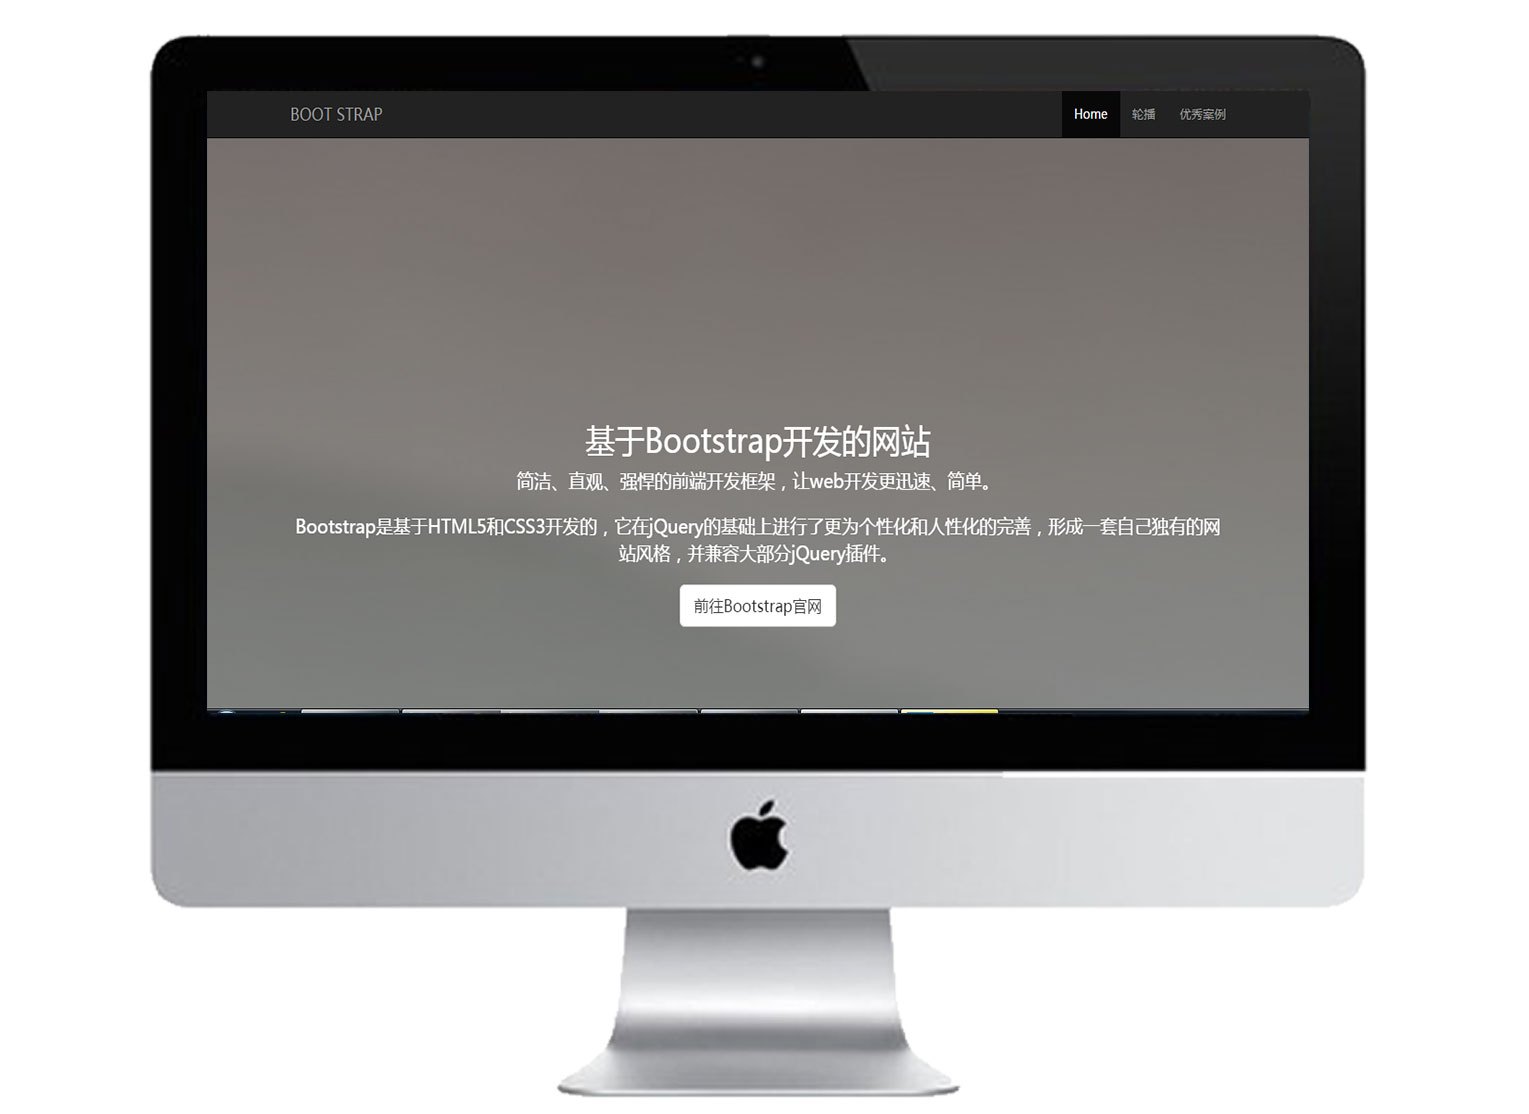 BOOT STRAP
Home 轮播 优秀案例
基于Bootstrap开发的网站
简洁、直观、强悍的前端开发框架，让web开发更迅速、简单。
Bootstrap是基于HTML5和CSS3开发的，它在jQuery的基础上进行了更为个性化和人性化的完善，形成一套自己独有的网
站风格，并兼容大部分jQuery插件。
前往Bootstrap官网